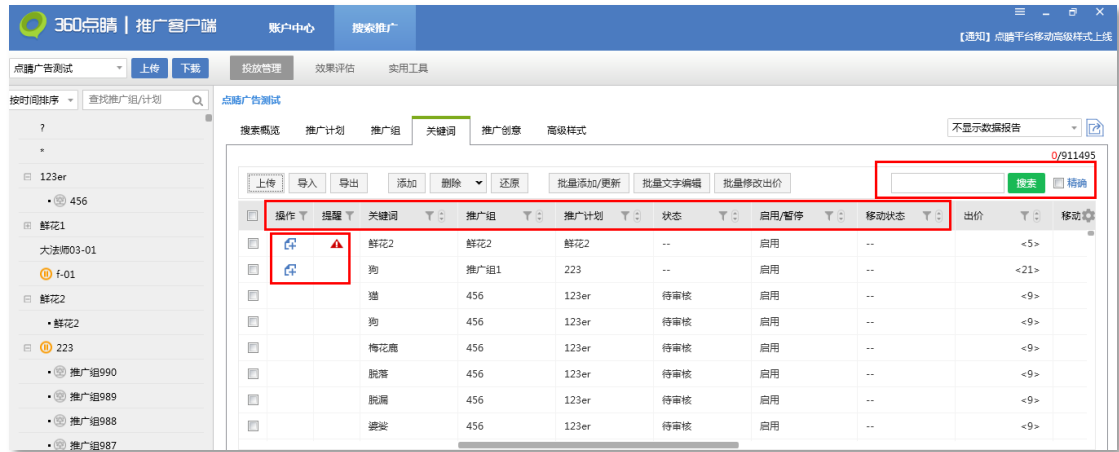 360点睛 | 推广客户端 账户中心 搜索推广
【通知】点睛平台移动高级样式上线
点睛广告测试 上传 下载 投放管理 效果评估 实用工具
按时间排序 查找推广组/计划 点睛广告测试
? 搜索概览 推广计划 推广组 关键词 推广创意 高级样式 不显示数据报告
*
0/911495
123er 上传 导入 导出 添加 删除 还原 批量添加/更新 批量文字编辑 批量修改出价 搜索 精确
456
操作 提醒 关键词 推广组 推广计划 状态 启用/暂停 移动状态 出价 移动
鲜花1
大法师03-01 鲜花2 鲜花2 鲜花2 -- 启用 -- <5>
f-01 狗 推广组1 223 -- 启用 -- <21>
鲜花2 猫 456 123er 待审核 启用 -- <9>
鲜花2 狗 456 123er 待审核 启用 -- <9>
223 梅花鹿 456 123er 待审核 启用 -- <9>
推广组990 脱落 456 123er 待审核 启用 -- <9>
推广组989 脱漏 456 123er 待审核 启用 -- <9>
推广组988 婆娑 456 123er 待审核 启用 -- <9>
推广组987